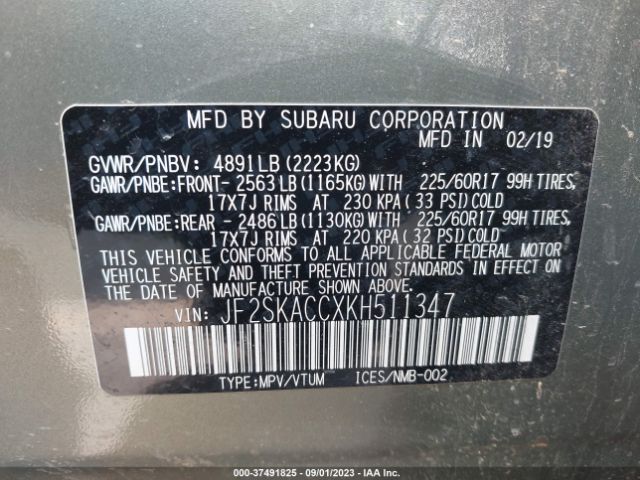 MFD BY SUBARU CORPORATION
MFD IN 02/19
GVWR/PNBV: 4891LB (2223KG)
GAWR/PNBE:FRONT- 2563 LB (1165KG) WITH 225/60R17 99H TIRES,
17X7J RIMS AT 230 KPA ( 33 PSI) COLD
GAWR/PNBE:REAR - 2486 LB (1130KG) WITH 225/60R17 99H TIRES,
17X7J RIMS AT 220 KPA ( 32 PSI) COLD
THIS VEHICLE CONFORMS TO ALL APPLICABLE FEDERAL MOTOR
VEHICLE SAFETY AND THEFT PREVENTION STANDARDS IN EFFECT ON
THE DATE OF MANUFACTURE SHOWN ABOVE.
VIN: JF2SKACCXKH511347
TYPE:MPV/VTUM ICES/NMB-002
000-37491825 - 09/01/2023 - IAA Inc.